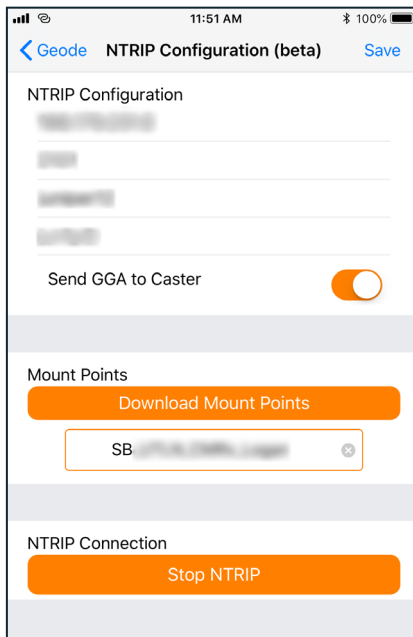 11:51 AM 100%
Geode NTRIP Configuration (beta) Save
NTRIP Configuration
Send GGA to Caster
Mount Points
Download Mount Points
SB
NTRIP Connection
Stop NTRIP